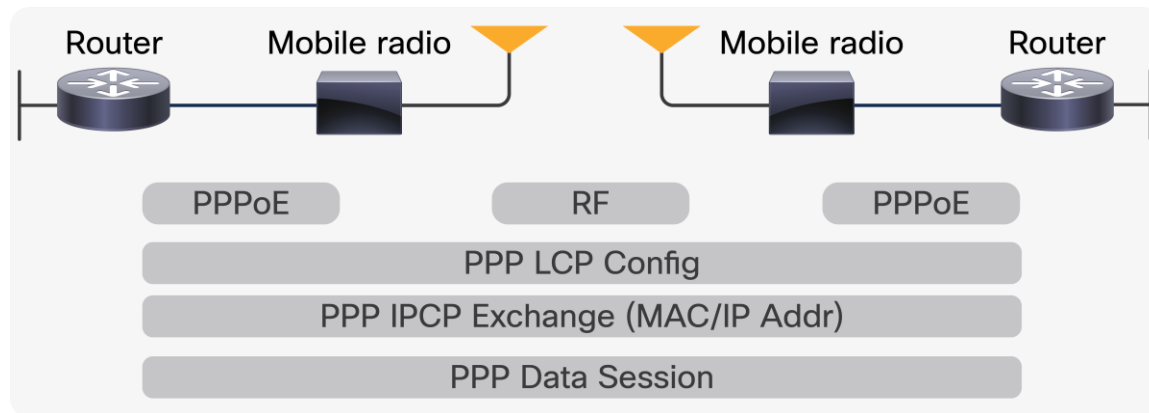 Router Mobile radio Mobile radio Router
PPPoE RF PPPoE
PPP LCP Config
PPP IPCP Exchange (MAC/IP Addr)
PPP Data Session